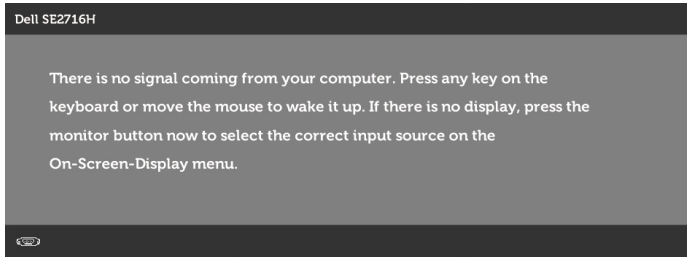 Dell SE2716H
There is no signal coming from your computer. Press any key on the
keyboard or move the mouse to wake it up. If there is no display, press the
monitor button now to select the correct input source on the
On-Screen-Display menu.